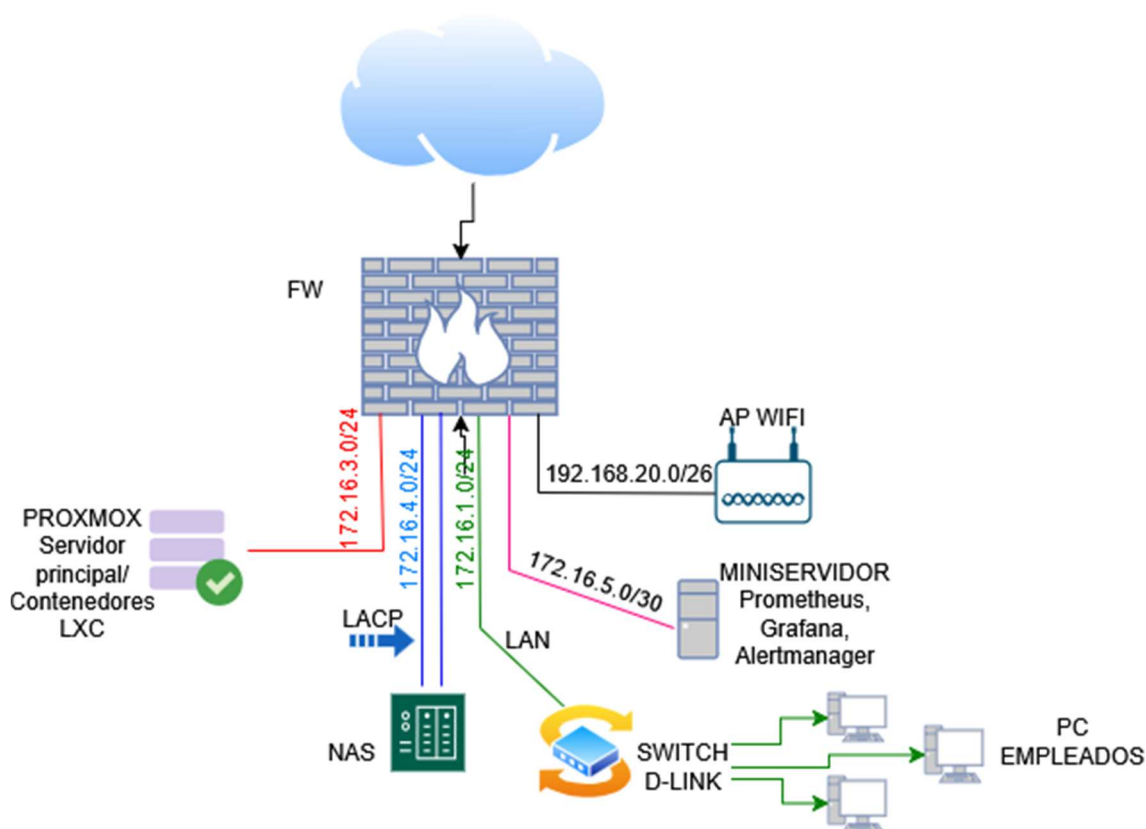 FW
172.16.3.0/24
172.16.4.0/24
172.16.1.0/24
AP WIFI
192.168.20.0/26
PROXMOX
Servidor
principal/
Contenedores
LXC
172.16.5.0/30
MINISERVIDOR
Prometheus,
Grafana,
Alertmanager
LACP
LAN
NAS
SWITCH
D-LINK
PC
EMPLEADOS